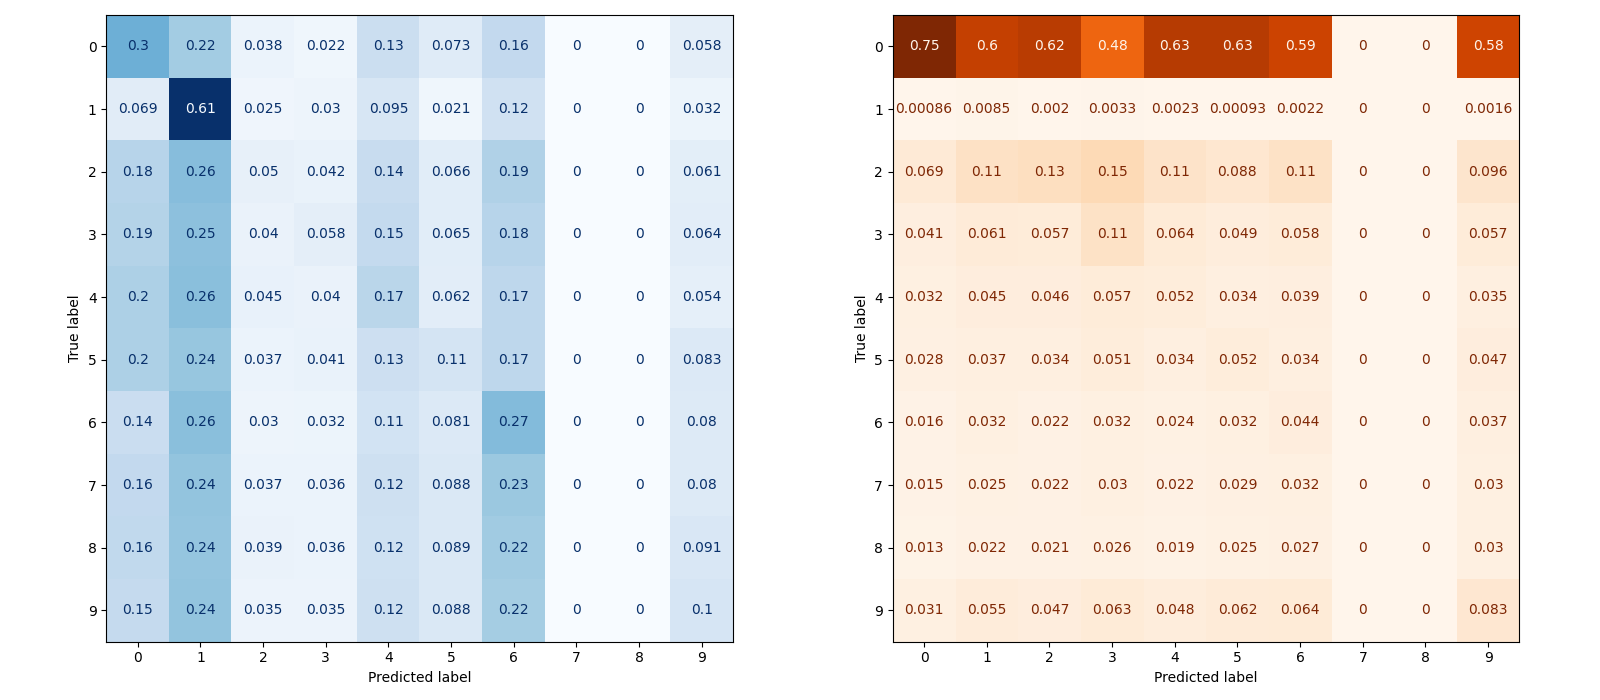 0 0.3 0.22 0.038 0.022 0.13 0.073 0.16 0 0 0.058
1 0.069 0.61 0.025 0.03 0.095 0.021 0.12 0 0 0.032
2 0.18 0.26 0.05 0.042 0.14 0.066 0.19 0 0 0.061
3 0.19 0.25 0.04 0.058 0.15 0.065 0.18 0 0 0.064
4 0.2 0.26 0.045 0.04 0.17 0.062 0.17 0 0 0.054
5 0.2 0.24 0.037 0.041 0.13 0.11 0.17 0 0 0.083
6 0.14 0.26 0.03 0.032 0.11 0.081 0.27 0 0 0.08
7 0.16 0.24 0.037 0.036 0.12 0.088 0.23 0 0 0.08
8 0.16 0.24 0.039 0.036 0.12 0.089 0.22 0 0 0.091
9 0.15 0.24 0.035 0.035 0.12 0.088 0.22 0 0 0.1
0 1 2 3 4 5 6 7 8 9
Predicted label
True label
0 0.75 0.6 0.62 0.48 0.63 0.63 0.59 0 0 0.58
1 0.00086 0.0085 0.002 0.0033 0.0023 0.00093 0.0022 0 0 0.0016
2 0.069 0.11 0.13 0.15 0.11 0.088 0.11 0 0 0.096
3 0.041 0.061 0.057 0.11 0.064 0.049 0.058 0 0 0.057
4 0.032 0.045 0.046 0.057 0.052 0.034 0.039 0 0 0.035
5 0.028 0.037 0.034 0.051 0.034 0.052 0.034 0 0 0.047
6 0.016 0.032 0.022 0.032 0.024 0.032 0.044 0 0 0.037
7 0.015 0.025 0.022 0.03 0.022 0.029 0.032 0 0 0.03
8 0.013 0.022 0.021 0.026 0.019 0.025 0.027 0 0 0.03
9 0.031 0.055 0.047 0.063 0.048 0.062 0.064 0 0 0.083
0 1 2 3 4 5 6 7 8 9
Predicted label
True label